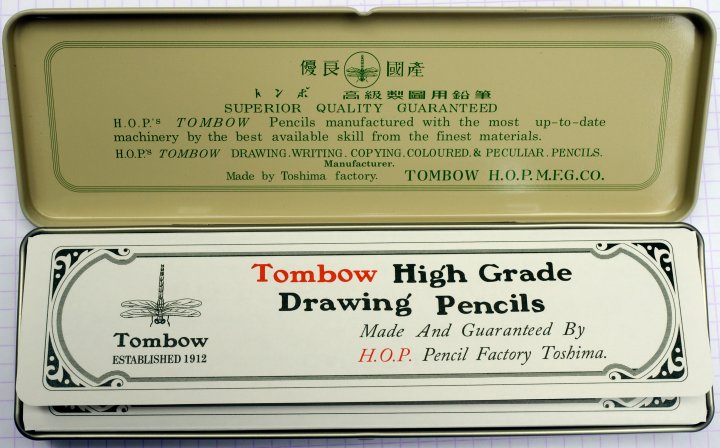 優良 國產
トンボ 高級製圖用鉛筆
SUPERIOR QUALITY GUARANTEED
H.O.P.'s TOMBOW Pencils manufactured with the most up-to-date
machinery by the best available skill from the finest materials.
H.O.P.'s TOMBOW DRAWING.WRITING. COPYING.COLOURED.& PECULIAR.PENCILS.
Manufacturer.
Made by Toshima factory. TOMBOW H.O.P.M.F.G.CO.
Tombow High Grade
Drawing Pencils
Made And Guaranteed By
H.O.P. Pencil Factory Toshima.
Tombow
ESTABLISHED 1912